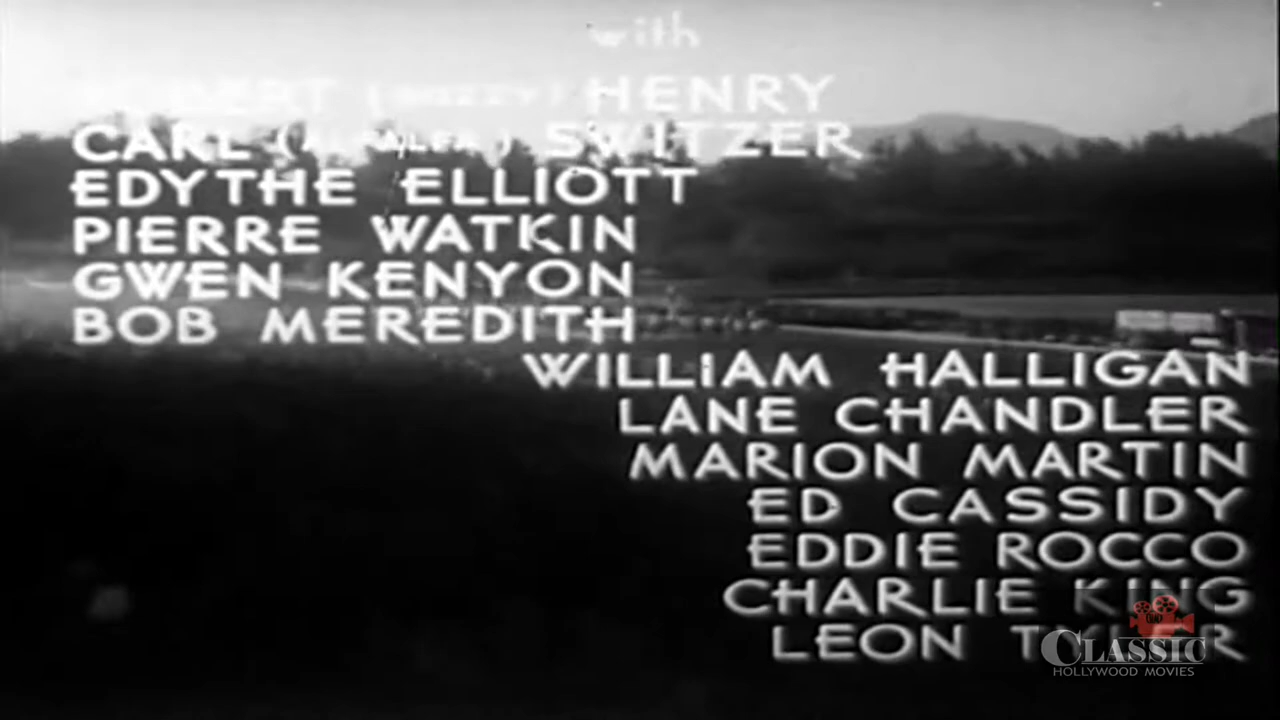 with
HENRY
CARL (ALFALFA) SWITZER
EDYTHE ELLIOTT
PIERRE WATKIN
GWEN KENYON
BOB MEREDITH
WILLIAM HALLIGAN
LANE CHANDLER
MARION MARTIN
ED CASSIDY
EDDIE ROCCO
CHARLIE KING
LEON
CLASSIC
HOLLYWOOD MOVIES